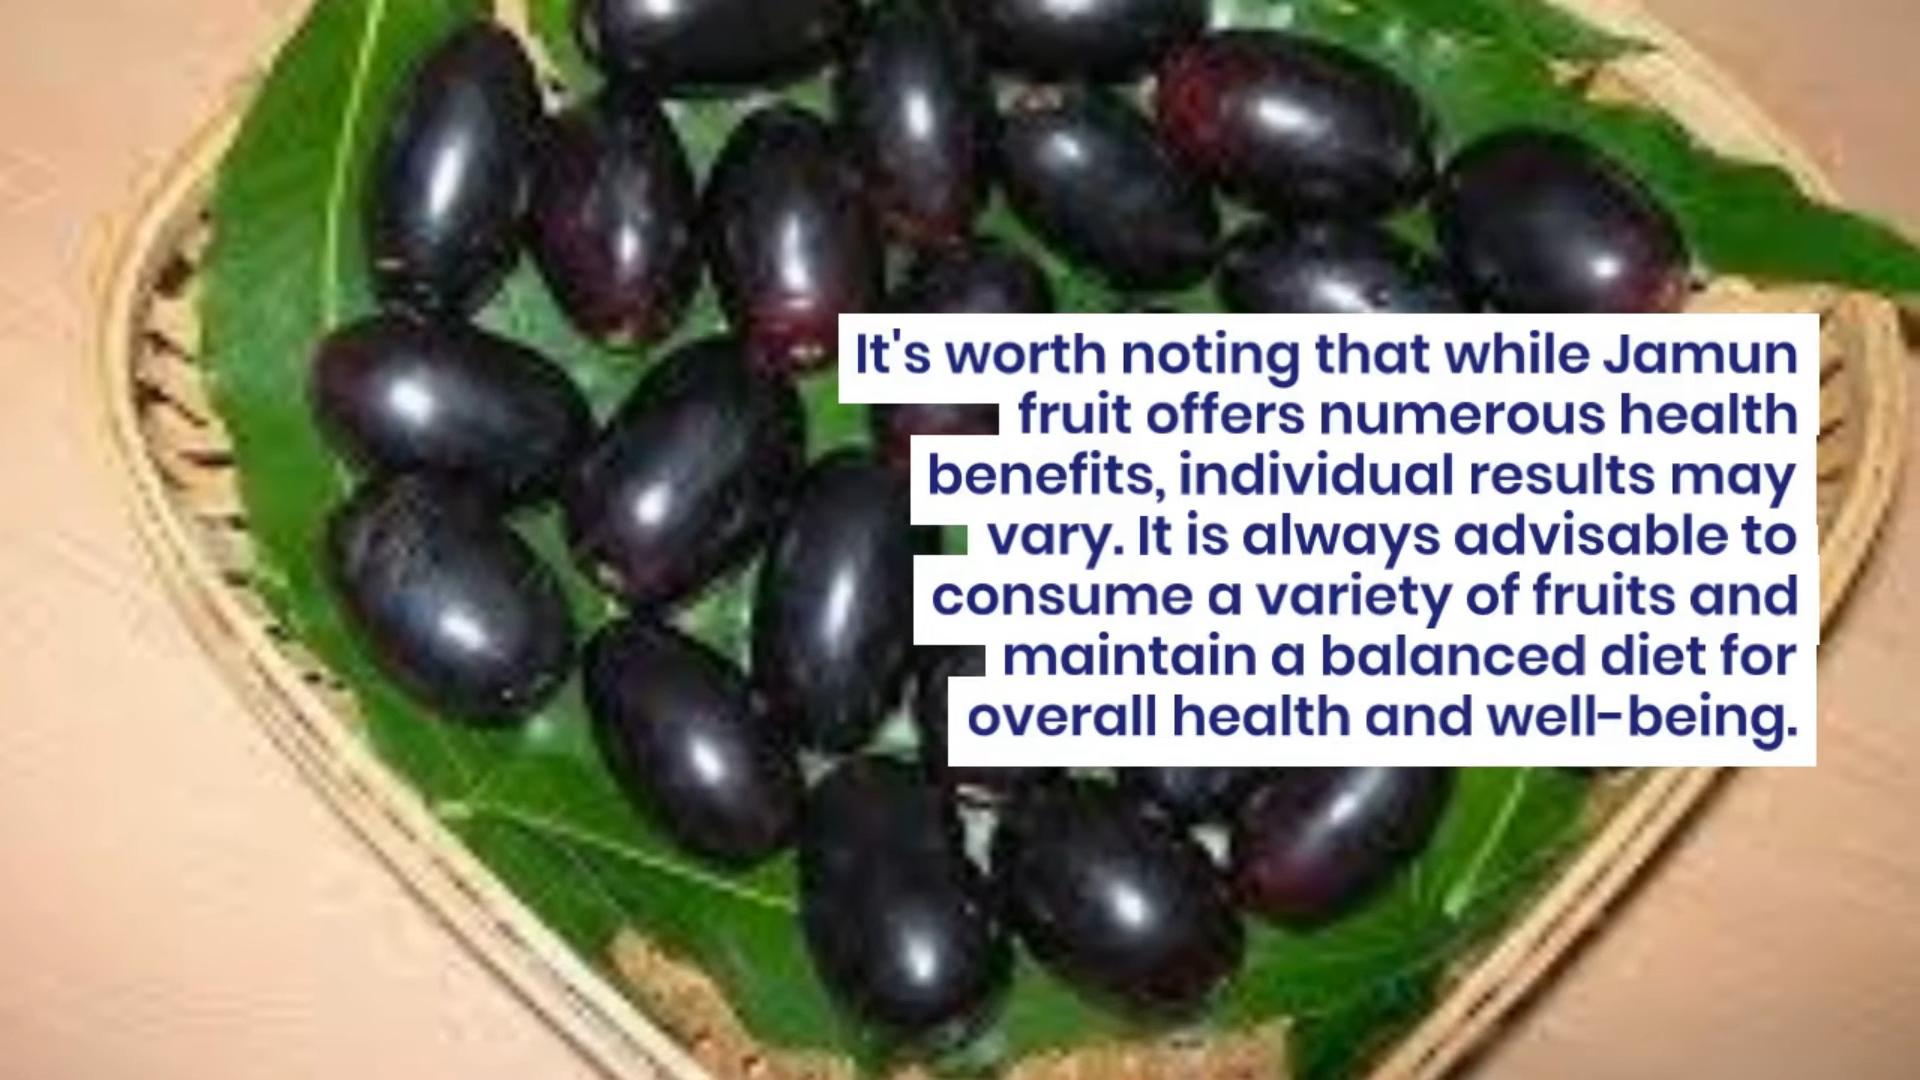 It's worth noting that while Jamun
fruit offers numerous health
benefits, individual results may
vary. It is always advisable to
consume a variety of fruits and
maintain a balanced diet for
overall health and well-being.